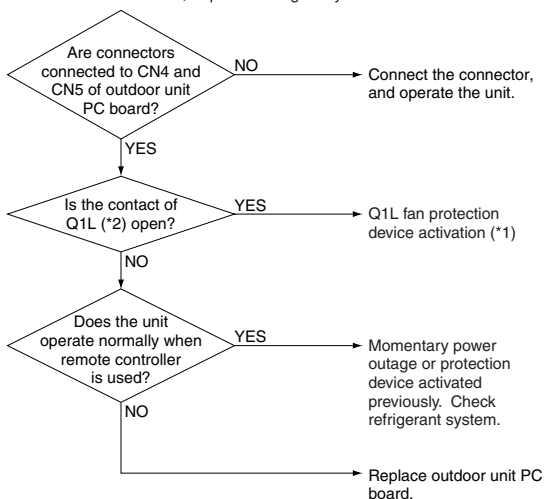 Are connectors
connected to CN4 and
CN5 of outdoor unit
PC board?
NO
Connect the connector,
and operate the unit.
YES
Is the contact of
Q1L (*2) open?
YES
Q1L fan protection
device activation (*1)
NO
Does the unit
operate normally when
remote controller
is used?
YES
Momentary power
outage or protection
device activated
previously. Check
refrigerant system.
NO
Replace outdoor unit PC
board.